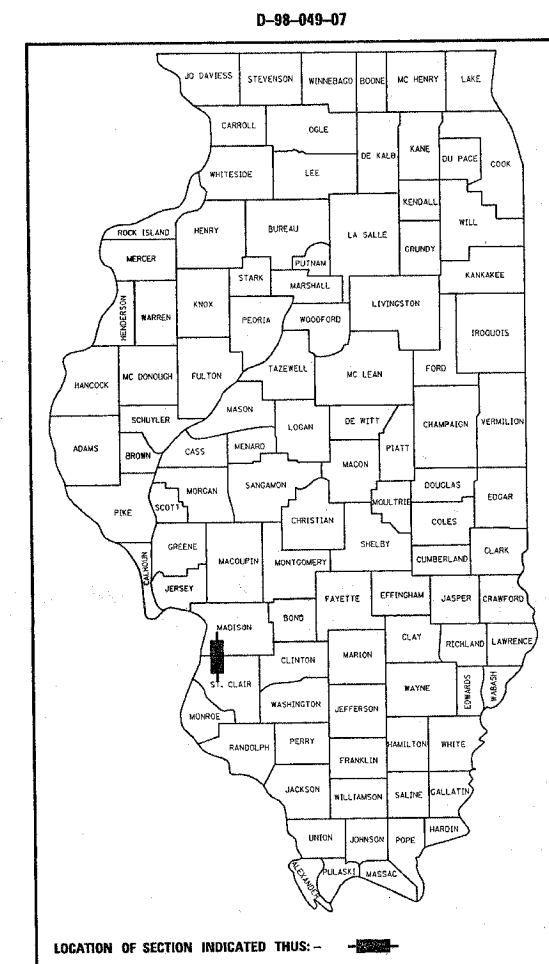 D-98-049-07
JO DAVIESS STEVENSON WINNEBAGO BOONE MC HENRY LAKE
CARROLL OGLE DE KALB KANE DU PAGE COOK
WHITESIDE LEE
KENDALL
ROCK ISLAND HENRY BUREAU LA SALLE GRUNDY WILL
MERCER PUTNAM KANKAKEE
STARK MARSHALL
HENDERSON WARREN KNOX PEORIA WOODFORD LIVINGSTON IROQUOIS
HANCOCK MC DONOUGH FULTON TAZEWELL MC LEAN FORD
MASON
SCHUYLER LOGAN DE WITT CHAMPAIGN VERMILION
ADAMS BROWN CASS MENARD MACON PIATT
SCOTT MORGAN SANGAMON MOULTRIE DOUGLAS EDGAR
PIKE CHRISTIAN COLES
GREENE MACOUPIN MONTGOMERY SHELBY CUMBERLAND CLARK
CALHOUN JERSEY
FAYETTE EFFINGHAM JASPER CRAWFORD
MADISON BOND
CLAY RICHLAND LAWRENCE
CLINTON MARION
ST. CLAIR WAYNE EDWARDS WABASH
WASHINGTON JEFFERSON
MONROE
RANDOLPH PERRY HAMILTON WHITE
FRANKLIN
JACKSON WILLIAMSON SALINE GALLATIN
UNION JOHNSON POPE HARDIN
ALEXANDER PULASKI MASSAC
LOCATION OF SECTION INDICATED THUS: -